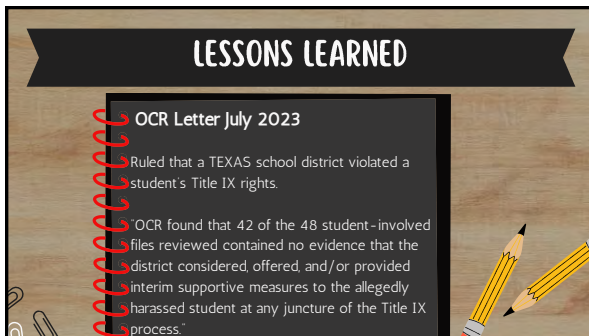 LESSONS LEARNED
OCR Letter July 2023
Ruled that a TEXAS school district violated a
student's Title IX rights.
"OCR found that 42 of the 48 student-involved
files reviewed contained no evidence that the
district considered, offered, and/or provided
interim supportive measures to the allegedly
harassed student at any juncture of the Title IX
process."